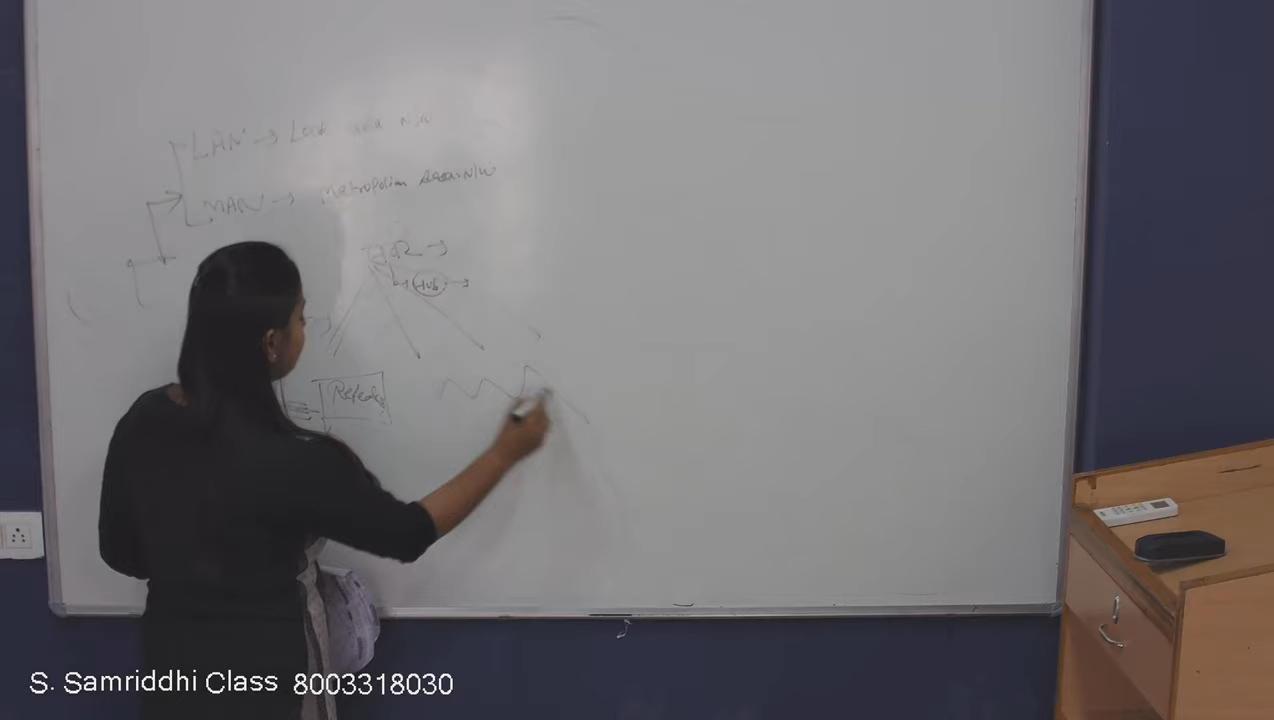 LAN → Local area N/W
MAN → Metropolitan Area N/W
R →
Hub →
Repeater
S. Samriddhi Class 8003318030